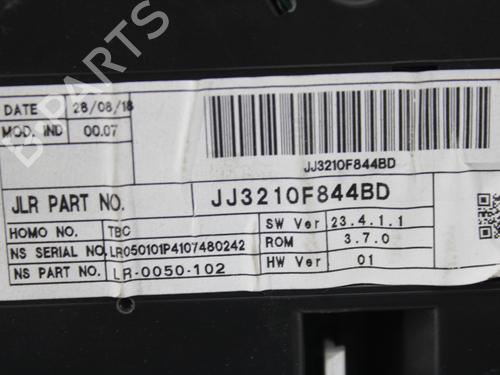 DATE 28/08/18
MOD. IND 00.07
JJ3210F844BD
JLR PART NO. JJ3210F844BD
HOMO NO. TBC
SW Ver 23.4.1.1
NS SERIAL NO. LR050101P4107480242
ROM 3.7.0
NS PART NO. LR-0050-102
HW Ver 01
B-PARTS